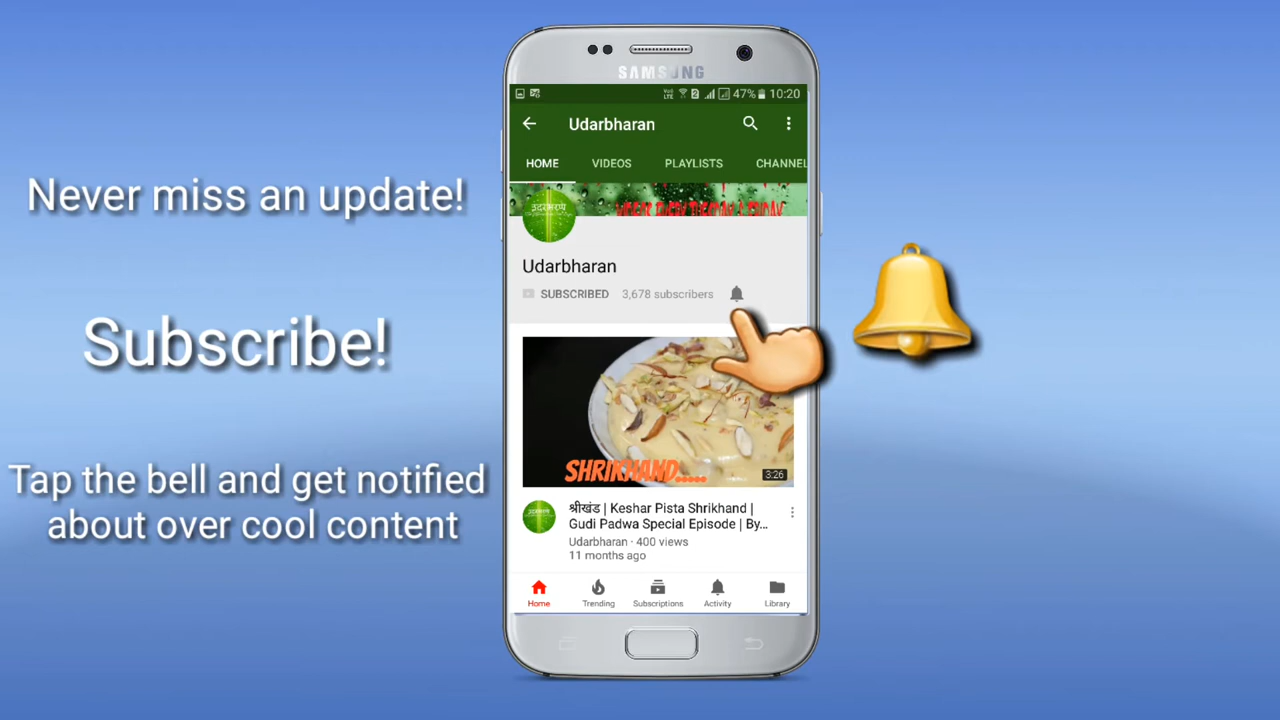 Never miss an update!
Subscribe!
Tap the bell and get notified
about over cool content
SAMSUNG
47% 10:20
Udarbharan
HOME VIDEOS PLAYLISTS CHANNEL
उदरभरण
Udarbharan
SUBSCRIBED 3,678 subscribers
SHRIKHAND.....
3:26
श्रीखंड | Keshar Pista Shrikhand |
Gudi Padwa Special Episode | By...
Udarbharan · 400 views
11 months ago
Home Trending Subscriptions Activity Library